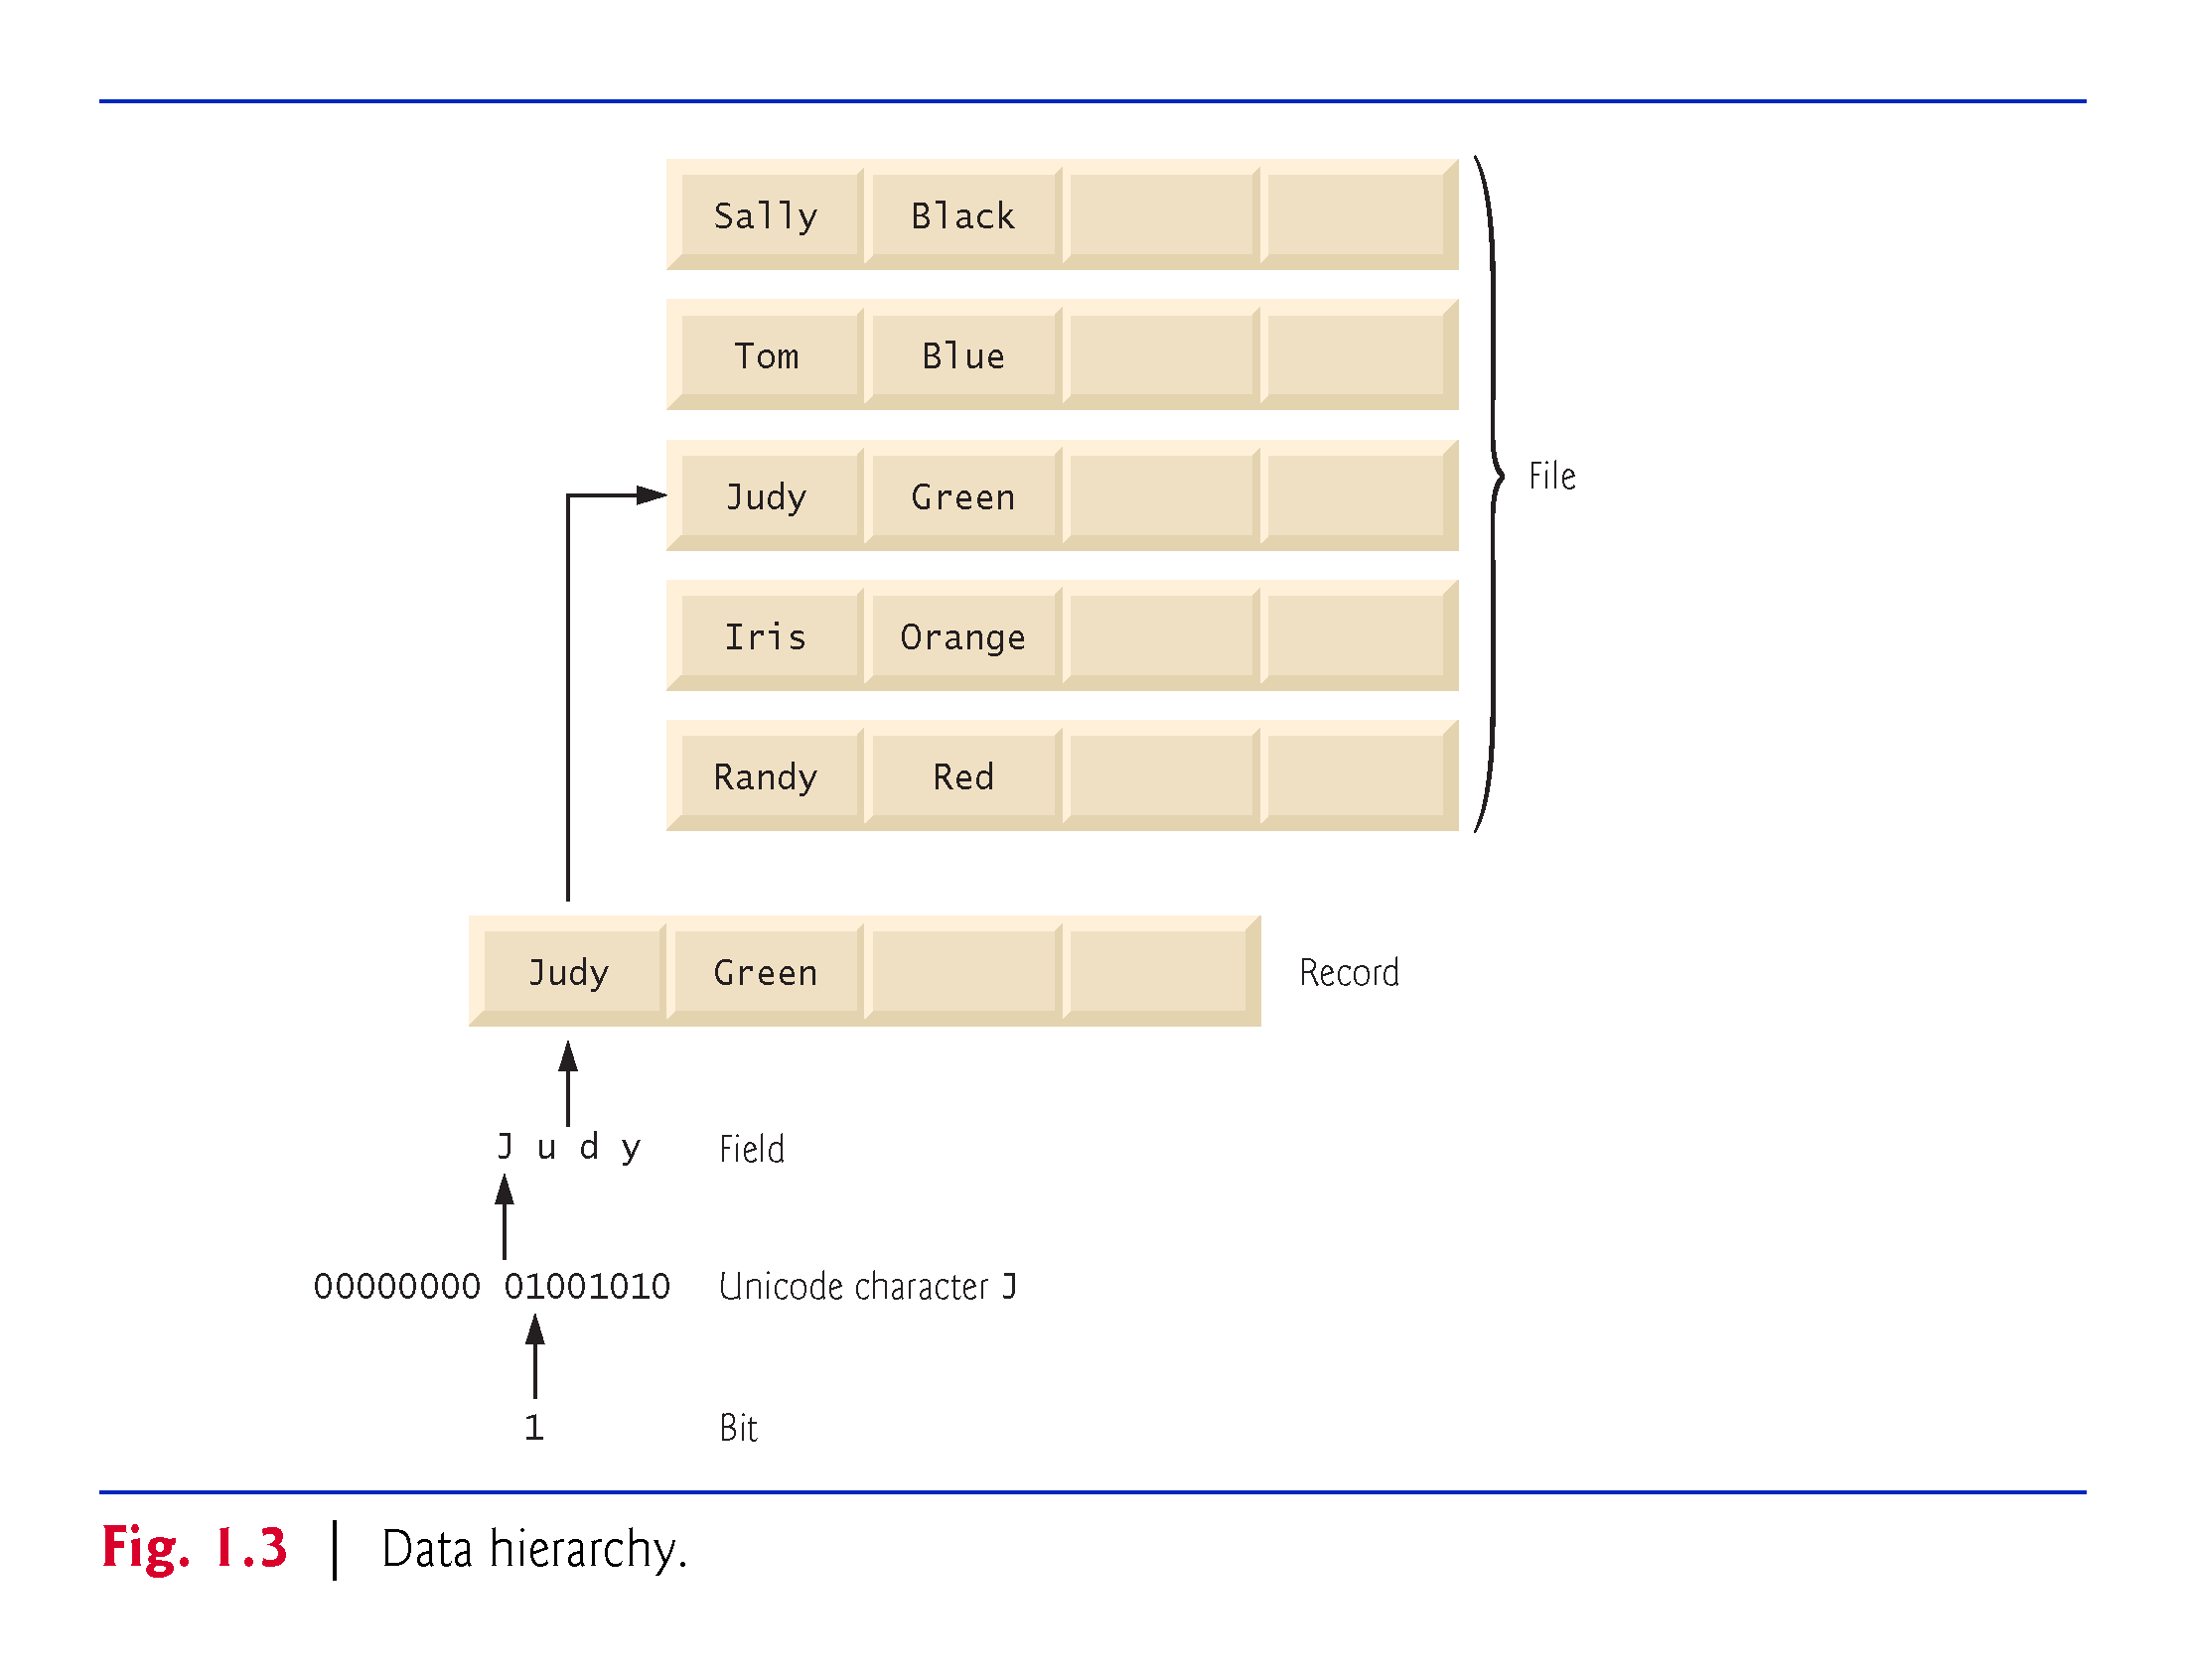 Sally Black
Tom Blue
Judy Green
File
Iris Orange
Randy Red
Judy Green Record
J u d y Field
00000000 01001010 Unicode character J
1 Bit
Fig. 1.3 | Data hierarchy.